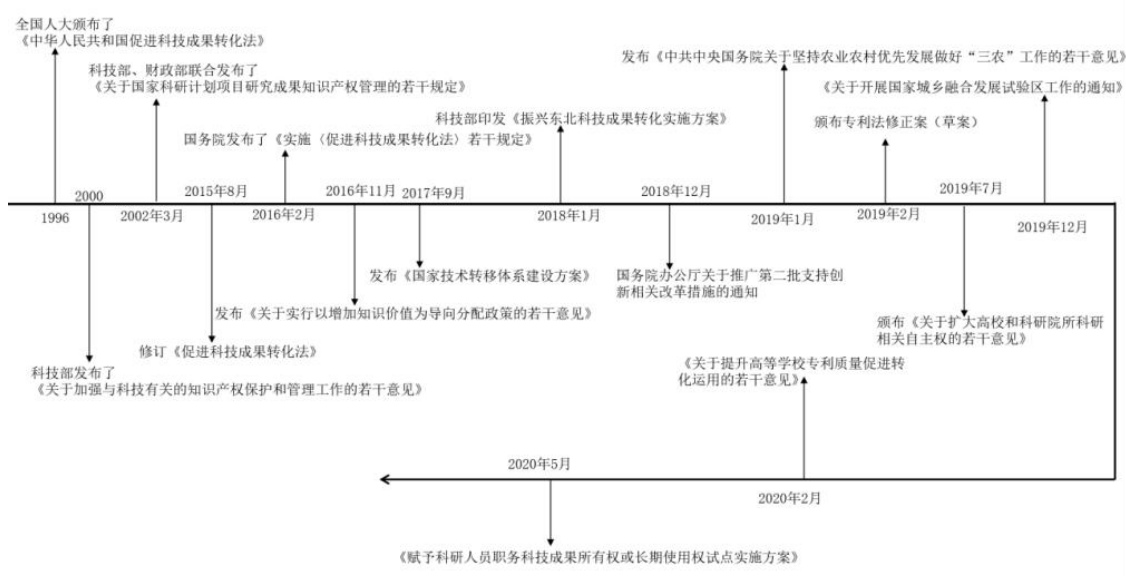 全国人大颁布了
《中华人民共和国促进科技成果转化法》
科技部、财政部联合发布了
《关于国家科研计划项目研究成果知识产权管理的若干规定》
国务院发布了《实施〈促进科技成果转化法〉若干规定》
科技部印发《振兴东北科技成果转化实施方案》
发布《中共中央国务院关于坚持农业农村优先发展做好“三农”工作的若干意见》
《关于开展国家城乡融合发展试验区工作的通知》
颁布专利法修正案（草案）
1996
2000
2002年3月
2015年8月
2016年2月
2016年11月
2017年9月
2018年1月
2018年12月
2019年1月
2019年2月
2019年7月
2019年12月
发布《国家技术转移体系建设方案》
国务院办公厅关于推广第二批支持创
新相关改革措施的通知
发布《关于实行以增加知识价值为导向分配政策的若干意见》
颁布《关于扩大高校和科研院所科研
相关自主权的若干意见》
修订《促进科技成果转化法》
科技部发布了
《关于加强与科技有关的知识产权保护和管理工作的若干意见》
《关于提升高等学校专利质量促进转
化运用的若干意见》
2020年5月
2020年2月
《赋予科研人员职务科技成果所有权或长期使用权试点实施方案》